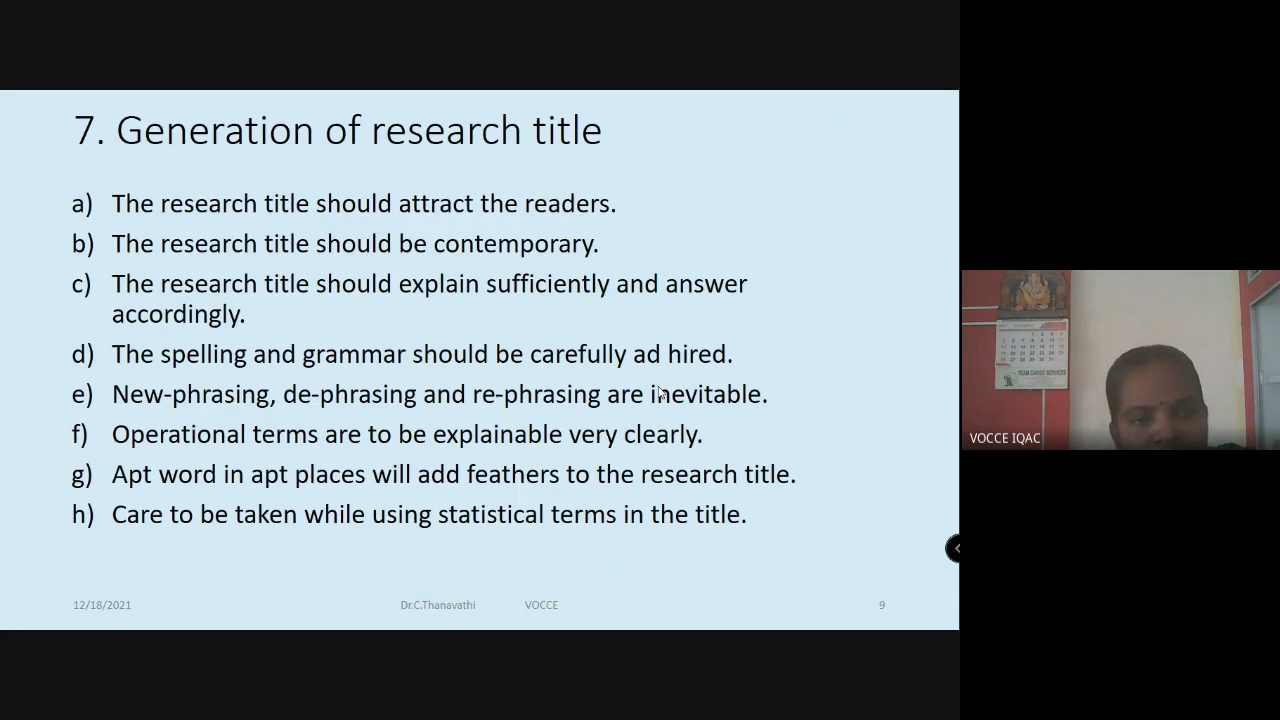 7. Generation of research title
a) The research title should attract the readers.
b) The research title should be contemporary.
c) The research title should explain sufficiently and answer
accordingly.
d) The spelling and grammar should be carefully ad hired.
e) New-phrasing, de-phrasing and re-phrasing are inevitable.
f) Operational terms are to be explainable very clearly.
g) Apt word in apt places will add feathers to the research title.
h) Care to be taken while using statistical terms in the title.
12/18/2021 Dr.C.Thanavathi VOCCE 9
TEAM CARGO SERVICES
VOCCE IQAC